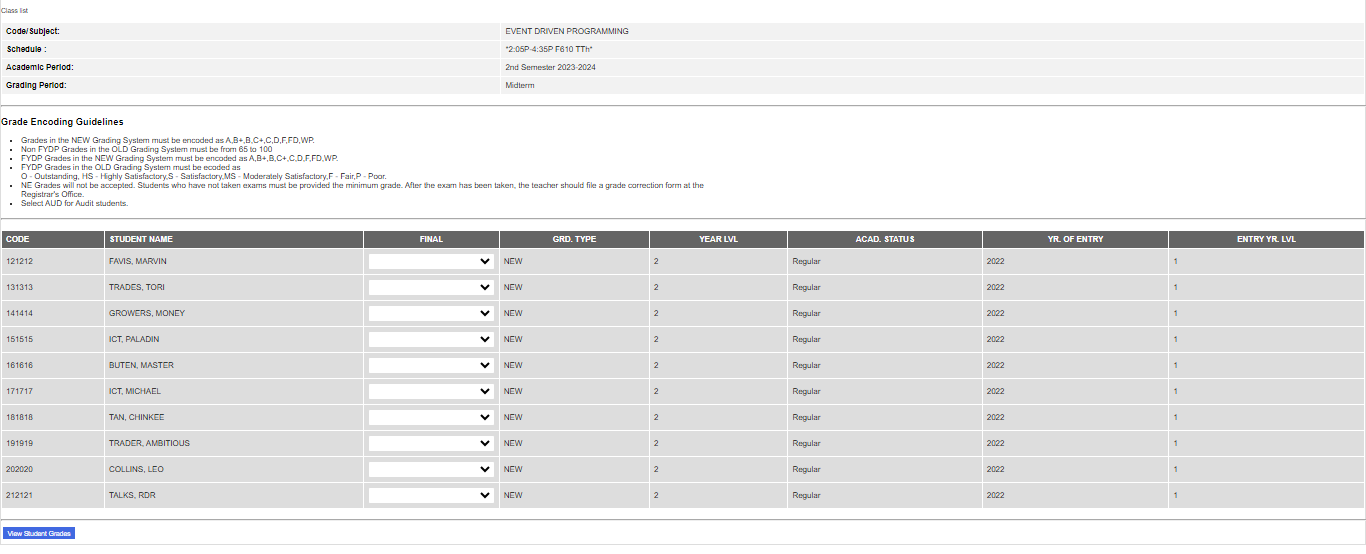 Class list
Code/Subject: EVENT DRIVEN PROGRAMMING
Schedule : *2:05P-4:35P F610 TTh*
Academic Period: 2nd Semester 2023-2024
Grading Period: Midterm
Grade Encoding Guidelines
• Grades in the NEW Grading System must be encoded as A,B+,B,C+,C,D,F,FD,WP.
• Non FYDP Grades in the OLD Grading System must be from 65 to 100
• FYDP Grades in the NEW Grading System must be encoded as A,B+,B,C+,C,D,F,FD,WP.
• FYDP Grades in the OLD Grading System must be ecoded as
O - Outstanding, HS - Highly Satisfactory,S - Satisfactory,MS - Moderately Satisfactory,F - Fair,P - Poor.
• NE Grades will not be accepted. Students who have not taken exams must be provided the minimum grade. After the exam has been taken, the teacher should file a grade correction form at the
Registrar's Office.
• Select AUD for Audit students.
CODE STUDENT NAME FINAL GRD. TYPE YEAR LVL ACAD. STATUS YR. OF ENTRY ENTRY YR. LVL
121212 FAVIS, MARVIN NEW 2 Regular 2022 1
131313 TRADES, TORI NEW 2 Regular 2022 1
141414 GROWERS, MONEY NEW 2 Regular 2022 1
151515 ICT, PALADIN NEW 2 Regular 2022 1
161616 BUTEN, MASTER NEW 2 Regular 2022 1
171717 ICT, MICHAEL NEW 2 Regular 2022 1
181818 TAN, CHINKEE NEW 2 Regular 2022 1
191919 TRADER, AMBITIOUS NEW 2 Regular 2022 1
202020 COLLINS, LEO NEW 2 Regular 2022 1
212121 TALKS, RDR NEW 2 Regular 2022 1
View Student Grades